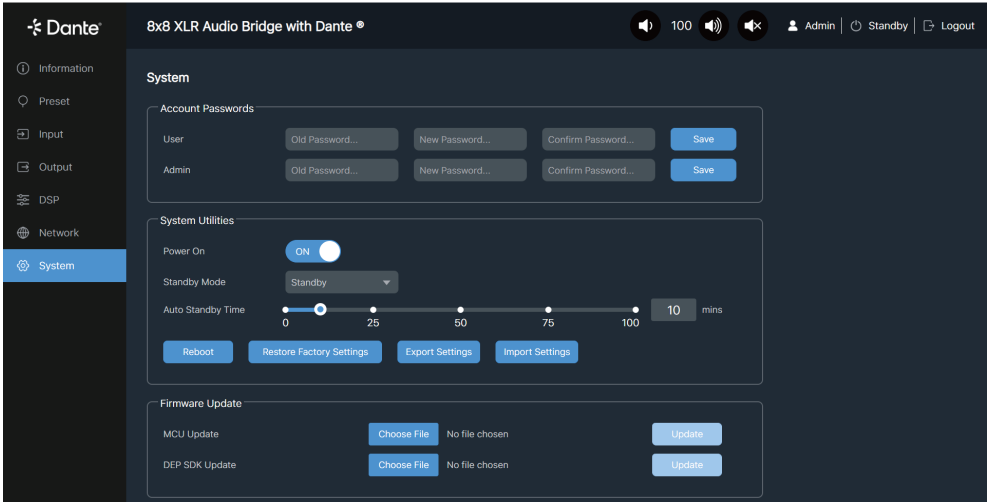 Dante®
8x8 XLR Audio Bridge with Dante ®
100
Admin
Standby
Logout
Information
Preset
Input
Output
DSP
Network
System
System
Account Passwords
User Old Password... New Password... Confirm Password... Save
Admin Old Password... New Password... Confirm Password... Save
System Utilities
Power On ON
Standby Mode Standby
Auto Standby Time 10 mins
0 25 50 75 100
Reboot Restore Factory Settings Export Settings Import Settings
Firmware Update
MCU Update Choose File No file chosen Update
DEP SDK Update Choose File No file chosen Update